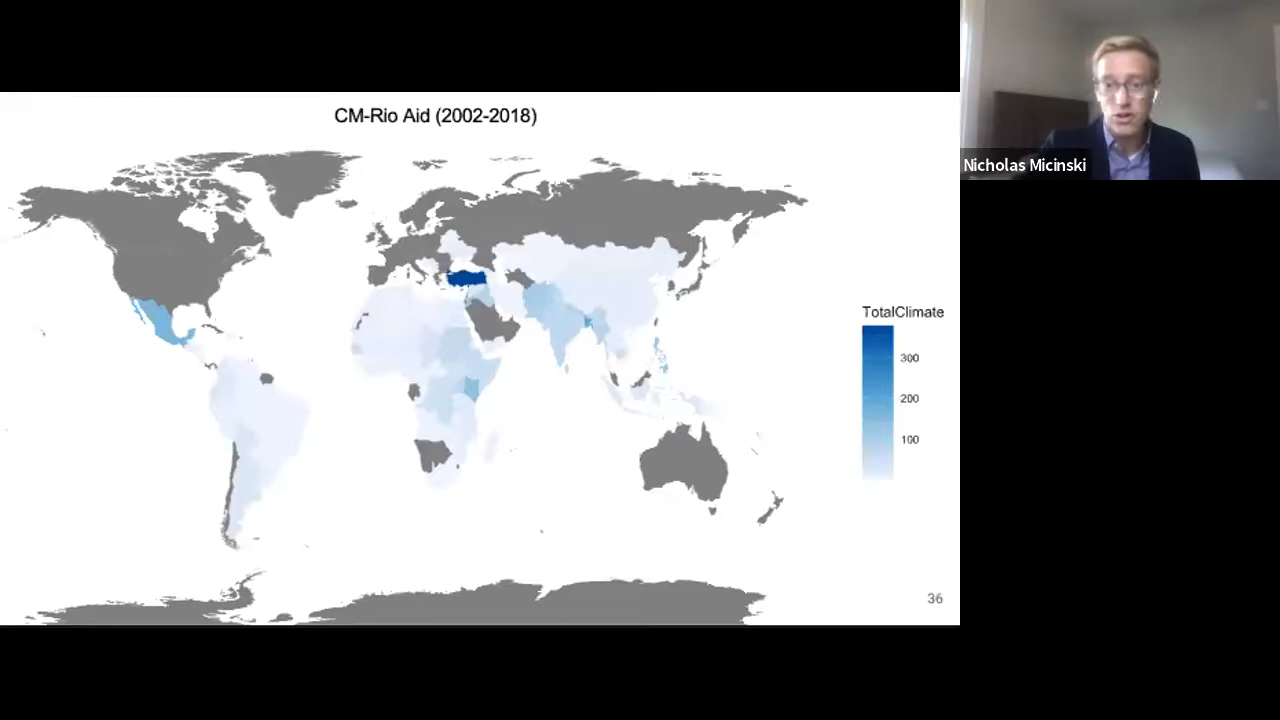 CM-Rio Aid (2002-2018)
Nicholas Micinski
TotalClimate
300
200
100
36